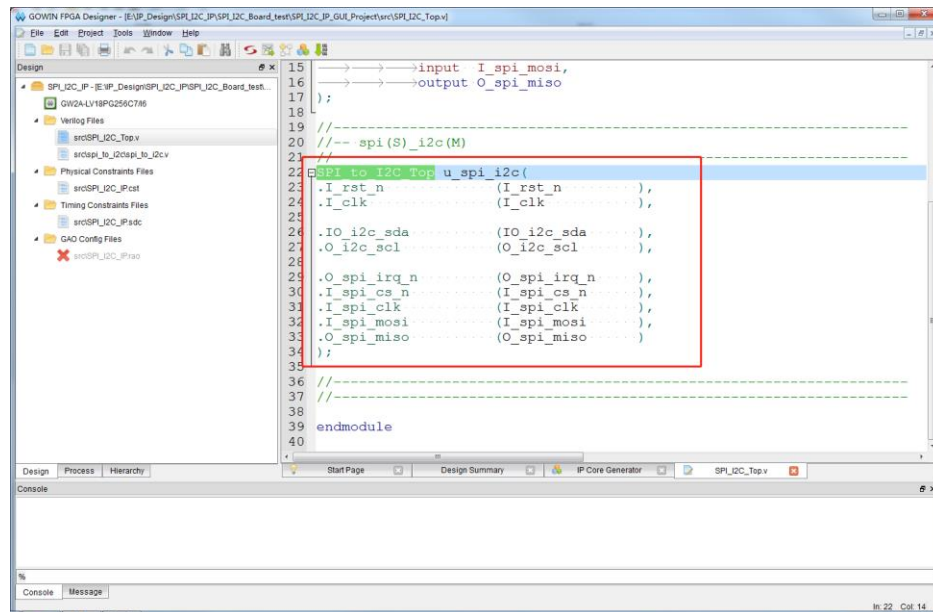 GOWIN FPGA Designer - [E:\IP_Design\SPI_I2C_IP\SPI_I2C_Board_test\SPI_I2C_IP_GUI_Project\src\SPI_I2C_Top.v]
File Edit Project Tools Window Help
Design
SPI_I2C_IP - [E:\IP_Design\SPI_I2C_IP\SPI_I2C_Board_test\...
GW2A-LV18PG256C7/I6
Verilog Files
src\SPI_I2C_Top.v
src\spi_to_i2c\spi_to_i2c.v
Physical Constraints Files
src\SPI_I2C_IP.cst
Timing Constraints Files
src\SPI_I2C_IP.sdc
GAO Config Files
src\SPI_I2C_IP.rao
Design Process Hierarchy
15 input I_spi_mosi,
16 output O_spi_miso
17 );
18
19 //--------------------------------------------------------------------
20 //-- spi(S)_i2c(M)
21 //--------------------------------------------------------------------
22 SPI_to_I2C_Top u_spi_i2c(
23 .I_rst_n (I_rst_n ),
24 .I_clk (I_clk ),
25
26 .IO_i2c_sda (IO_i2c_sda ),
27 .O_i2c_scl (O_i2c_scl ),
28
29 .O_spi_irq_n (O_spi_irq_n ),
30 .I_spi_cs_n (I_spi_cs_n ),
31 .I_spi_clk (I_spi_clk ),
32 .I_spi_mosi (I_spi_mosi ),
33 .O_spi_miso (O_spi_miso )
34 );
35
36 //--------------------------------------------------------------------
37 //--------------------------------------------------------------------
38
39 endmodule
40
Start Page Design Summary IP Core Generator SPI_I2C_Top.v
Console
%
Console Message
ln: 22 Col: 14